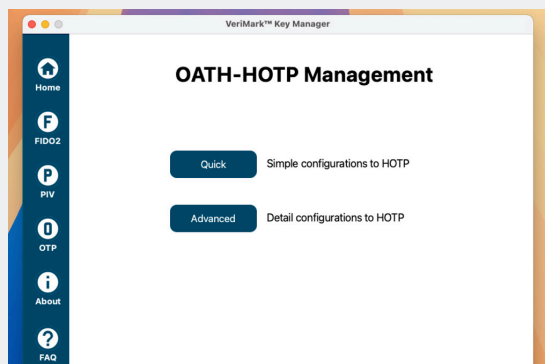 VeriMark™ Key Manager
Home
FIDO2
PIV
OTP
About
FAQ
OATH-HOTP Management
Quick Simple configurations to HOTP
Advanced Detail configurations to HOTP